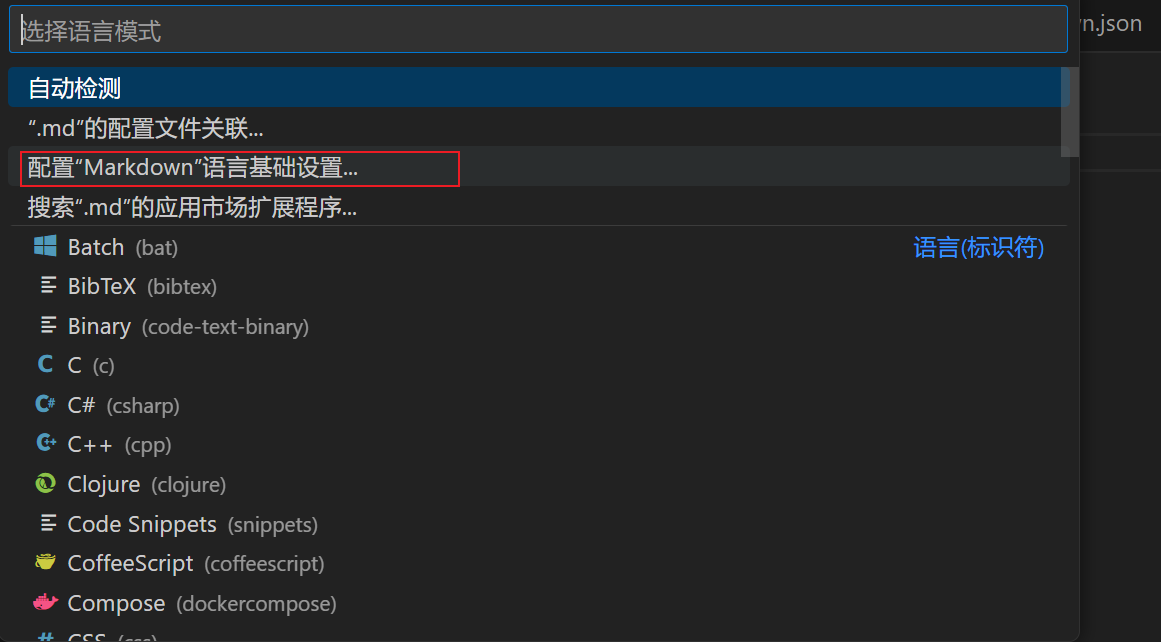 选择语言模式
n.json
自动检测
“.md”的配置文件关联...
配置“Markdown”语言基础设置...
搜索“.md”的应用市场扩展程序...
Batch (bat) 语言(标识符)
BibTeX (bibtex)
Binary (code-text-binary)
C (c)
C# (csharp)
C++ (cpp)
Clojure (clojure)
Code Snippets (snippets)
CoffeeScript (coffeescript)
Compose (dockercompose)
CSS (css)